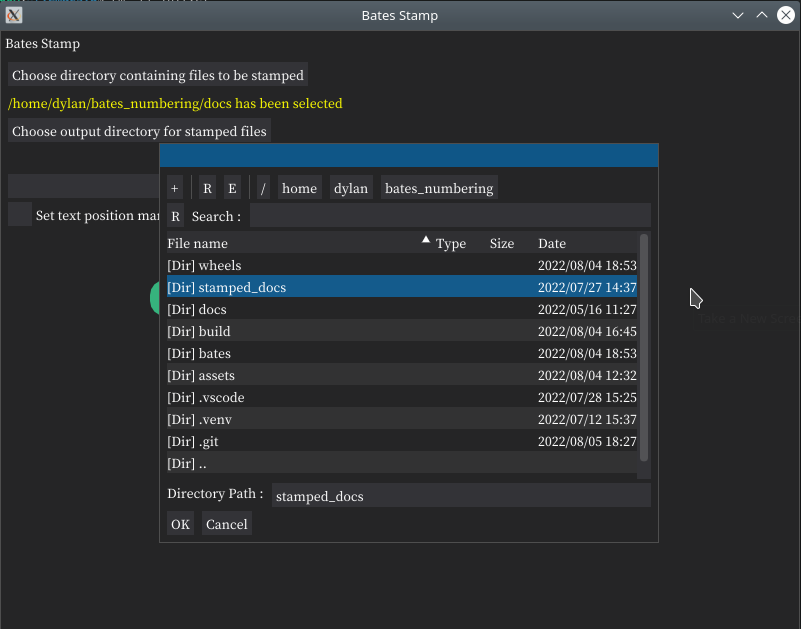 Bates Stamp
Bates Stamp
Choose directory containing files to be stamped
/home/dylan/bates_numbering/docs has been selected
Choose output directory for stamped files
+ R E / home dylan bates_numbering
Set text position mar
R Search :
File name Type Size Date
[Dir] wheels 2022/08/04 18:53
[Dir] stamped_docs 2022/07/27 14:37
[Dir] docs 2022/05/16 11:27
[Dir] build 2022/08/04 16:45
[Dir] bates 2022/08/04 18:53
[Dir] assets 2022/08/04 12:32
[Dir] .vscode 2022/07/28 15:25
[Dir] .venv 2022/07/12 15:37
[Dir] .git 2022/08/05 18:27
[Dir] ..
Directory Path : stamped_docs
OK Cancel